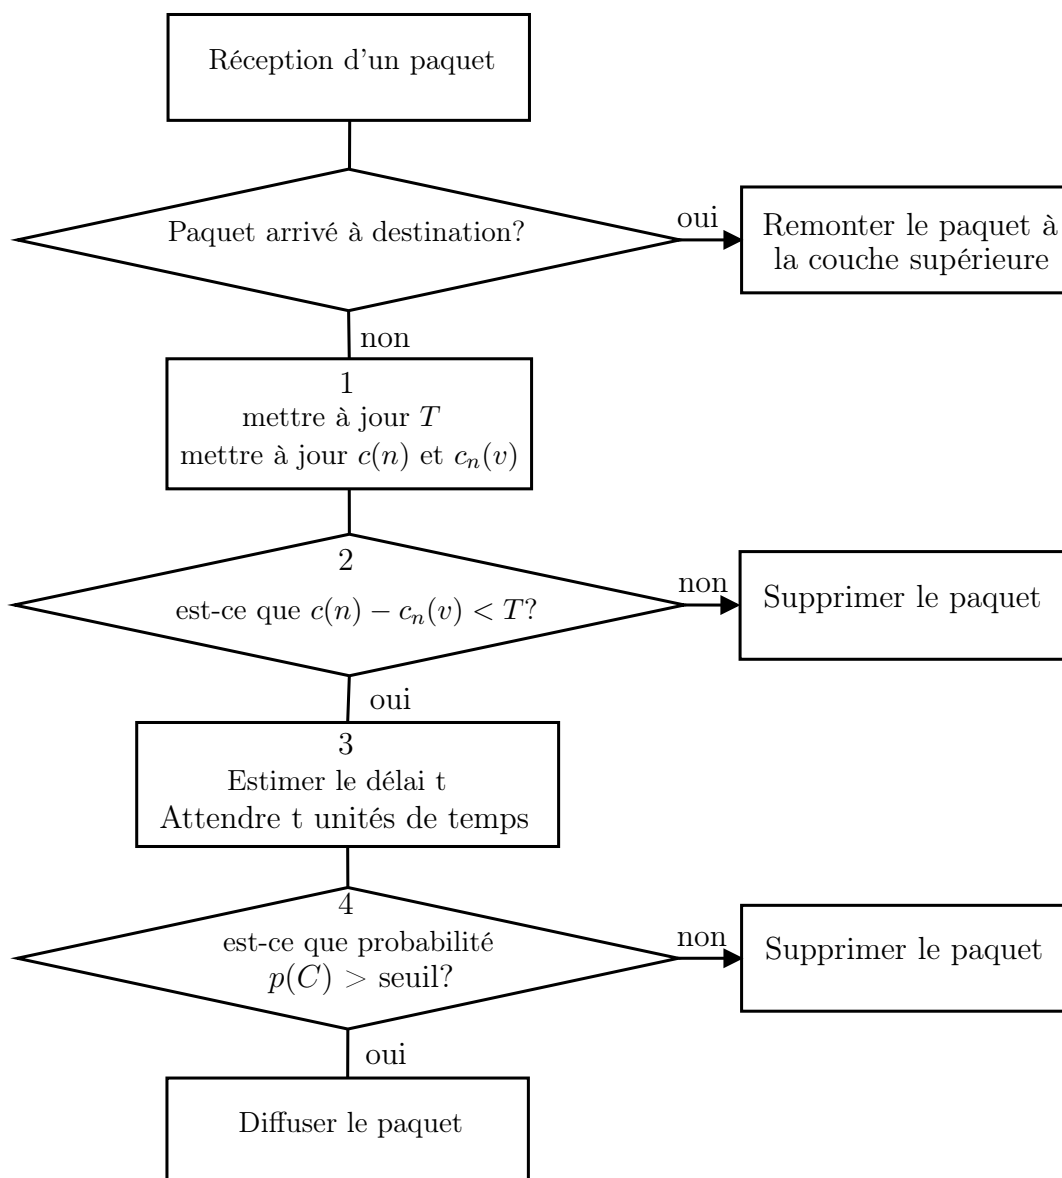 Réception d'un paquet
Paquet arrivé à destination?
oui
Remonter le paquet à
la couche supérieure
non
1
mettre à jour T
mettre à jour c(n) et cₙ(v)
2
est-ce que c(n) − cₙ(v) < T?
non
Supprimer le paquet
oui
3
Estimer le délai t
Attendre t unités de temps
4
est-ce que probabilité
p(C) > seuil?
non
Supprimer le paquet
oui
Diffuser le paquet